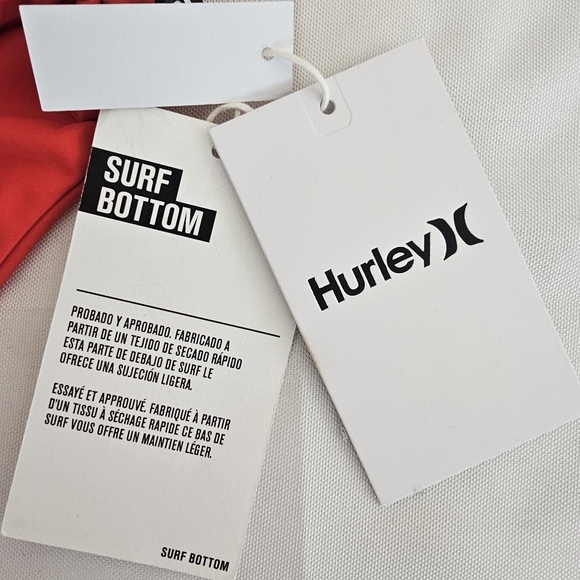 SURF
BOTTOM
PROBADO Y APROBADO. FABRICADO A
PARTIR DE UN TEJIDO DE SECADO RÁPIDO
ESTA PARTE DE DEBAJO DE SURF LE
OFRECE UNA SUJECIÓN LIGERA.
ESSAYÉ ET APPROUVÉ. FABRIQUÉ À PARTIR
D'UN TISSU À SÉCHAGE RAPIDE CE BAS DE
SURF VOUS OFFRE UN MAINTIEN LÉGER.
SURF BOTTOM
Hurley